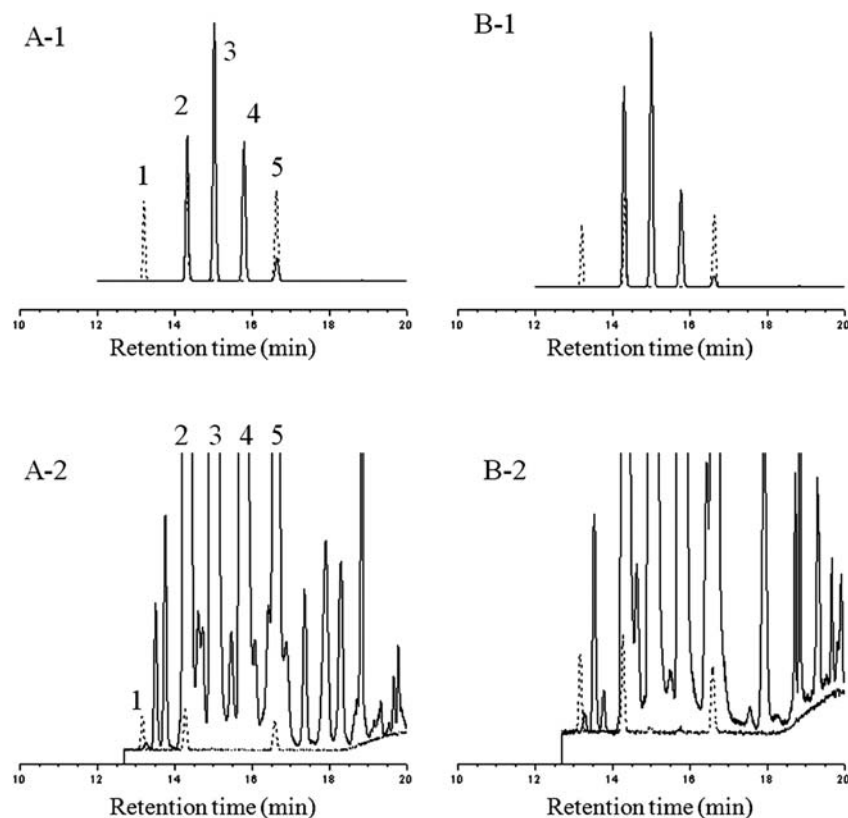 A-1
1
2
3
4
5
10 12 14 16 18 20
Retention time (min)
B-1
10 12 14 16 18 20
Retention time (min)
A-2
1
2 3 4 5
10 12 14 16 18 20
Retention time (min)
B-2
10 12 14 16 18 20
Retention time (min)